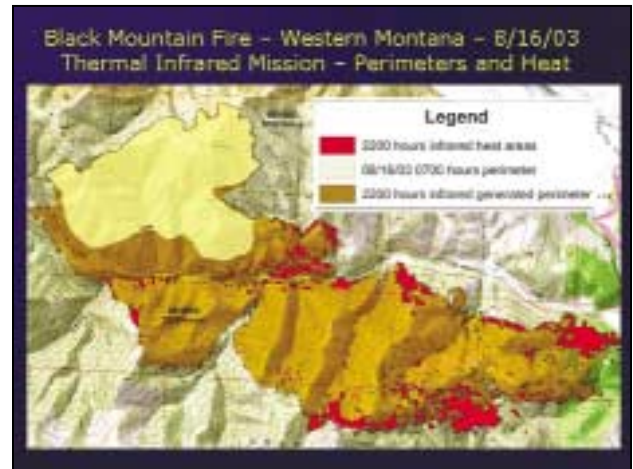 Black Mountain Fire – Western Montana – 8/16/03
Thermal Infrared Mission – Perimeters and Heat
Legend
2200 hours infrared heat areas
08/16/03 0700 hours perimeter
2200 hours infrared generated perimeter